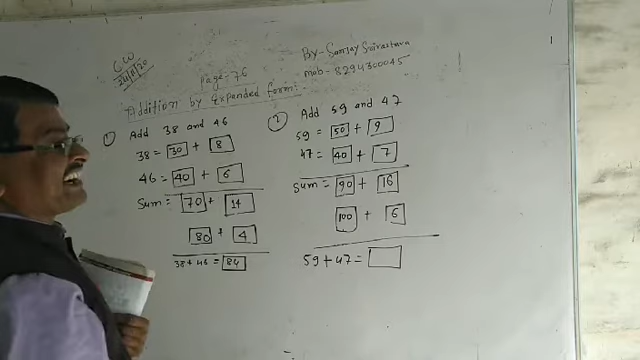 C.W
By- Sanjay Srivastava
mob- 8294300045
page-76
Addition by Expanded form:
① Add 38 and 46
38 = 30 + 8
46 = 40 + 6
Sum = 70 + 14
80 + 4
38 + 46 = 84
② Add 59 and 47
59 = 50 + 9
47 = 40 + 7
Sum = 90 + 16
100 + 6
59 + 47 =